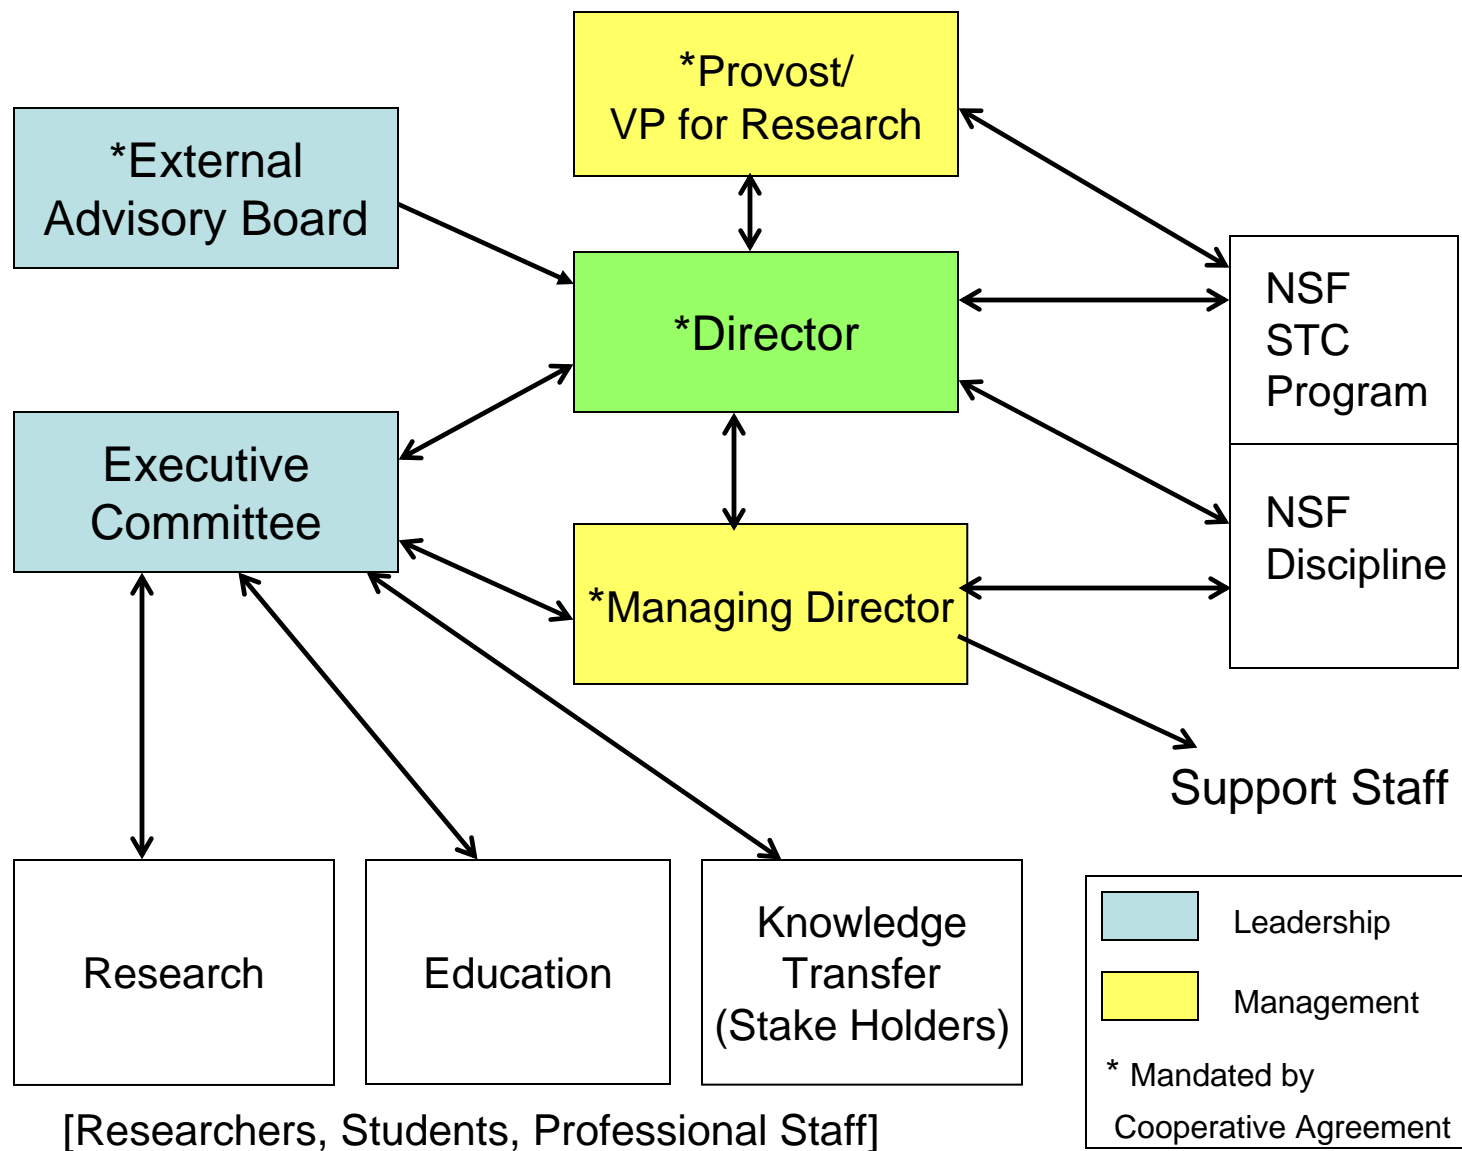 *Provost/
VP for Research
*External
Advisory Board
*Director
NSF
STC
Program
Executive
Committee
NSF
Discipline
*Managing Director
Support Staff
Research
Education
Knowledge
Transfer
(Stake Holders)
Leadership
Management
* Mandated by
Cooperative Agreement
[Researchers, Students, Professional Staff]